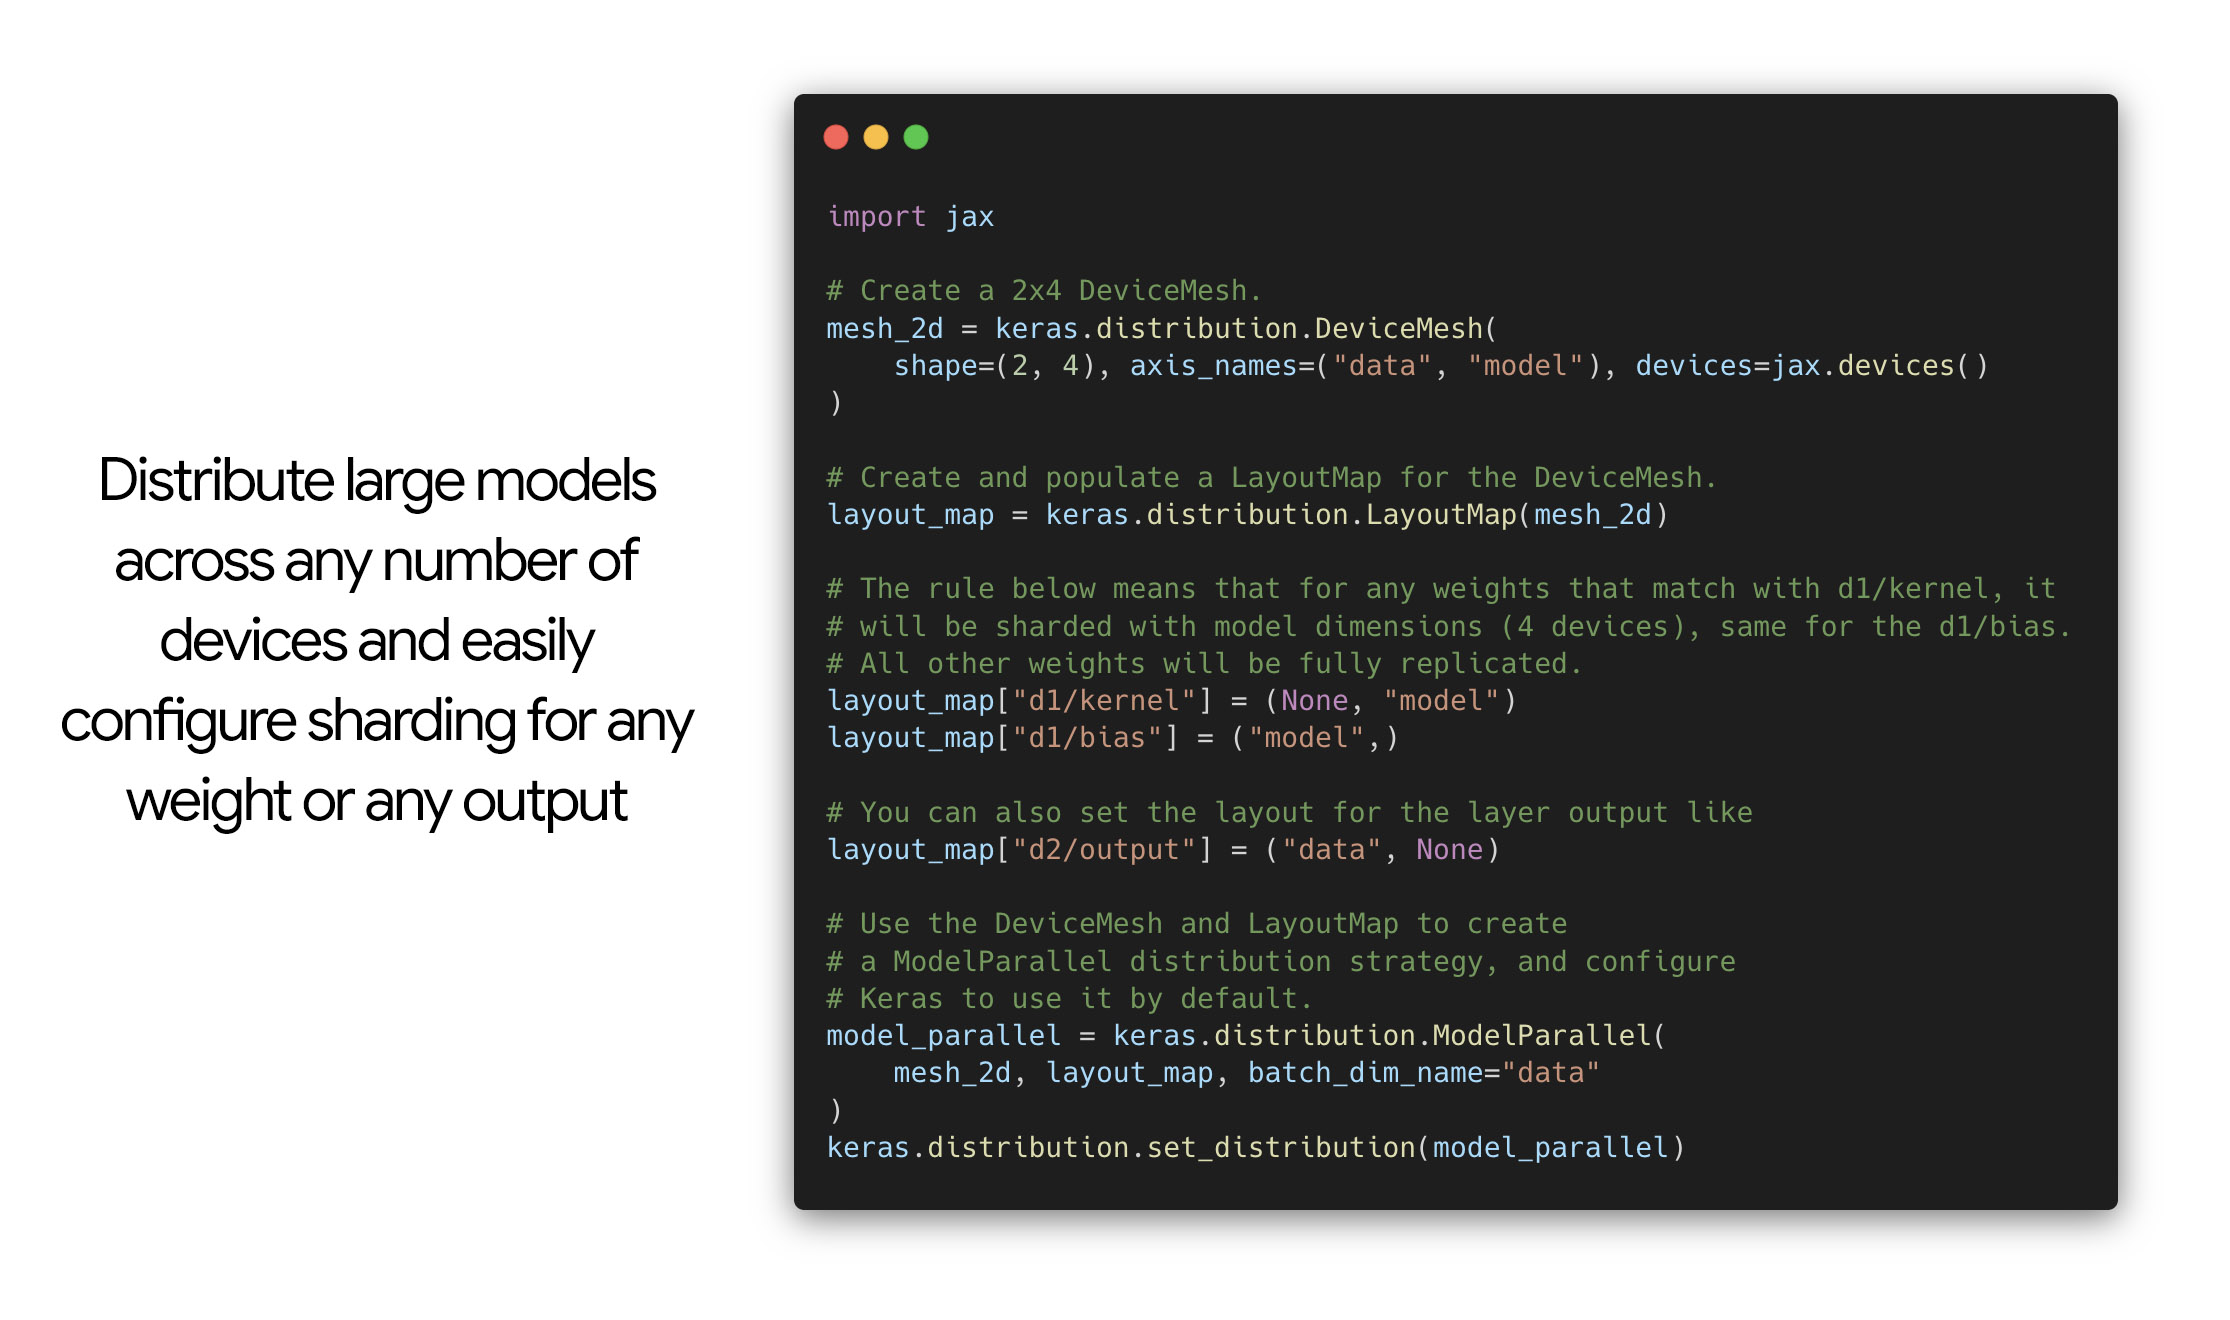 Distribute large models
across any number of
devices and easily
configure sharding for any
weight or any output
import jax
# Create a 2x4 DeviceMesh.
mesh_2d = keras.distribution.DeviceMesh(
    shape=(2, 4), axis_names=("data", "model"), devices=jax.devices()
)
# Create and populate a LayoutMap for the DeviceMesh.
layout_map = keras.distribution.LayoutMap(mesh_2d)
# The rule below means that for any weights that match with d1/kernel, it
# will be sharded with model dimensions (4 devices), same for the d1/bias.
# All other weights will be fully replicated.
layout_map["d1/kernel"] = (None, "model")
layout_map["d1/bias"] = ("model",)
# You can also set the layout for the layer output like
layout_map["d2/output"] = ("data", None)
# Use the DeviceMesh and LayoutMap to create
# a ModelParallel distribution strategy, and configure
# Keras to use it by default.
model_parallel = keras.distribution.ModelParallel(
    mesh_2d, layout_map, batch_dim_name="data"
)
keras.distribution.set_distribution(model_parallel)